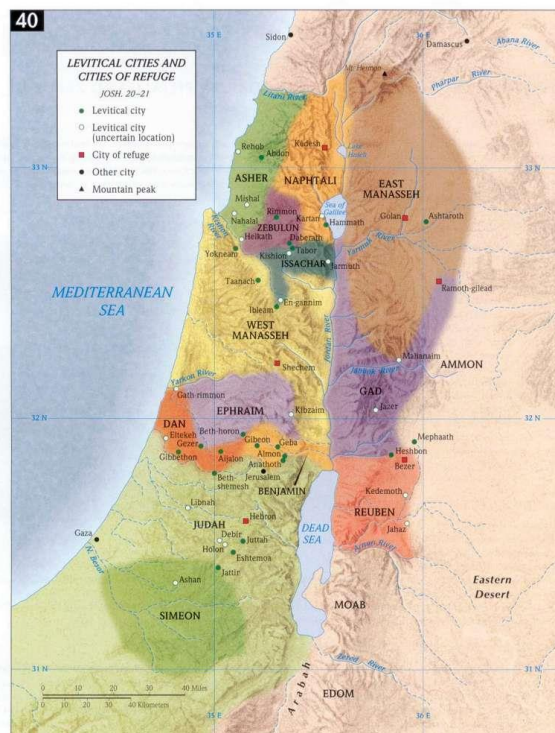 40
LEVITICAL CITIES AND
CITIES OF REFUGE
JOSH. 20–21
Levitical city
Levitical city
(uncertain location)
City of refuge
Other city
Mountain peak
35 E
36 E
Sidon
Damascus
Abana River
Mt. Hermon
Pharpar River
Litani River
33 N
33 N
Rehob
Abdon
Kedesh
Lake Huleh
ASHER
NAPHTALI
EAST
MANASSEH
Mishal
Rimmon
Kartan
Sea of
Galilee
Golan
Ashtaroth
Nahalal
ZEBULUN
Hammath
Kishon River
Helkath
Daberath
Yarmuk River
Yokneam
Kishion
Tabor
ISSACHAR
Jarmuth
Taanach
Ramoth-gilead
MEDITERRANEAN
SEA
En-gannim
Ibleam
WEST
MANASSEH
Jordan River
Shechem
Mahanaim
AMMON
Jabbok River
Yarkon River
GAD
Gath-rimmon
EPHRAIM
Kibzaim
Jazer
32 N
32 N
DAN
Eltekeh
Beth-horon
Mephaath
Gezer
Gibeon
Geba
Heshbon
Gibbethon
Aijalon
Almon
Bezer
Anathoth
Beth-
shemesh
Jerusalem
BENJAMIN
Kedemoth
Libnah
REUBEN
JUDAH
Hebron
DEAD
SEA
Jahaz
Gaza
Debir
Juttah
Holon
Eshtemoa
Arnon River
N. Besor
Jattir
Ashan
Eastern
Desert
SIMEON
MOAB
31 N
31 N
Zered River
Arabah
0 10 20 40 Miles
0 10 20 40 Kilometers
EDOM
35 E
36 E